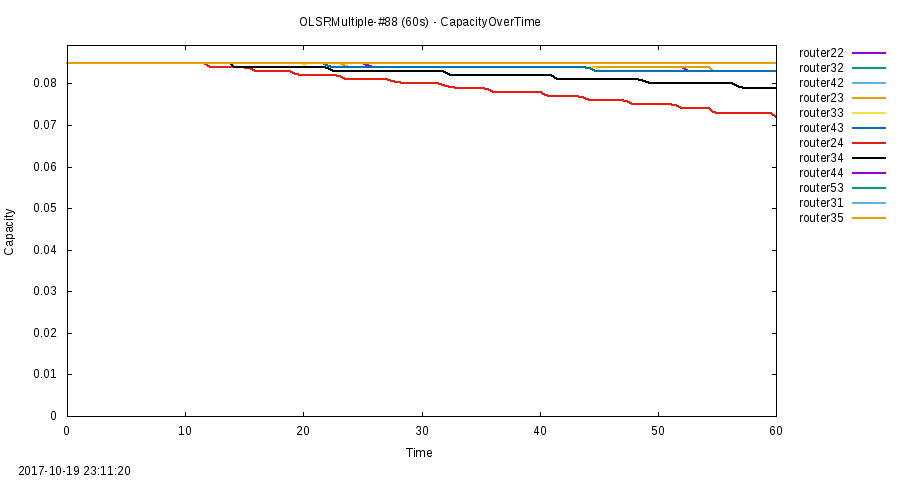 OLSRMultiple-#88 (60s) - CapacityOverTime
router22
router32
router42
router23
router33
router43
router24
router34
router44
router53
router31
router35
0.08
0.07
0.06
0.05
0.04
0.03
0.02
0.01
0
Capacity
0 10 20 30 40 50 60
Time
2017-10-19 23:11:20